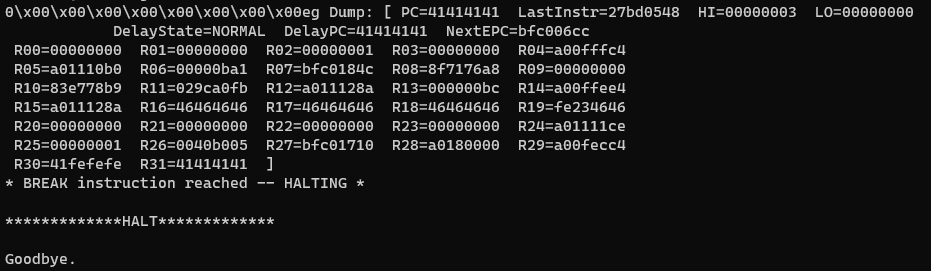 0\x00\x00\x00\x00\x00\x00\x00\x00eg Dump: [ PC=41414141 LastInstr=27bd0548 HI=00000003 LO=00000000
DelayState=NORMAL DelayPC=41414141 NextEPC=bfc006cc
R00=00000000 R01=00000000 R02=00000001 R03=00000000 R04=a00fffc4
R05=a01110b0 R06=00000ba1 R07=bfc0184c R08=8f7176a8 R09=00000000
R10=83e778b9 R11=029ca0fb R12=a011128a R13=000000bc R14=a00ffee4
R15=a011128a R16=46464646 R17=46464646 R18=46464646 R19=fe234646
R20=00000000 R21=00000000 R22=00000000 R23=00000000 R24=a01111ce
R25=00000001 R26=0040b005 R27=bfc01710 R28=a0180000 R29=a00fecc4
R30=41fefefe R31=41414141 ]
* BREAK instruction reached -- HALTING *
*************HALT*************
Goodbye.